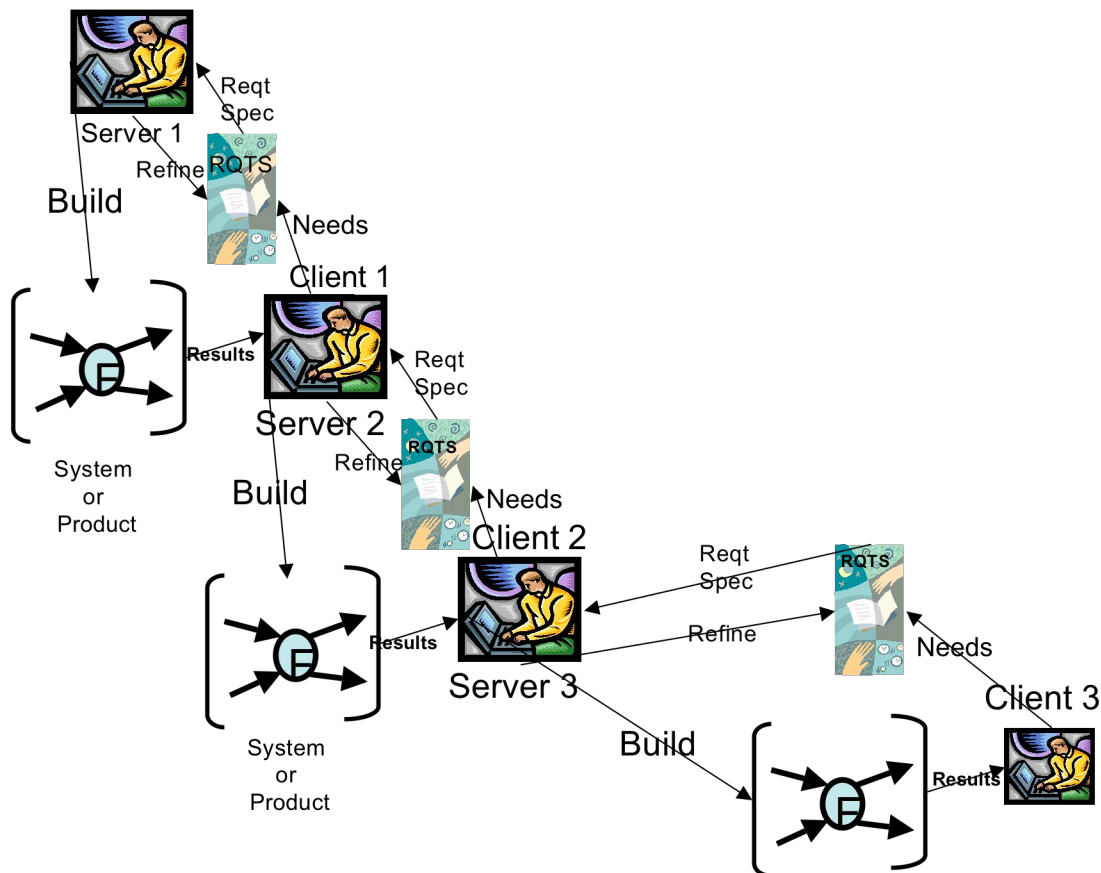 Reqt
Spec
Server 1
RQTS
Refine
Build
Needs
Client 1
F
Results
Reqt
Spec
Server 2
RQTS
Refine
System
or
Product
Build
Needs
Client 2
Reqt
Spec
RQTS
F
Results
Refine
Needs
Server 3
Client 3
System
or
Product
Build
F
Results